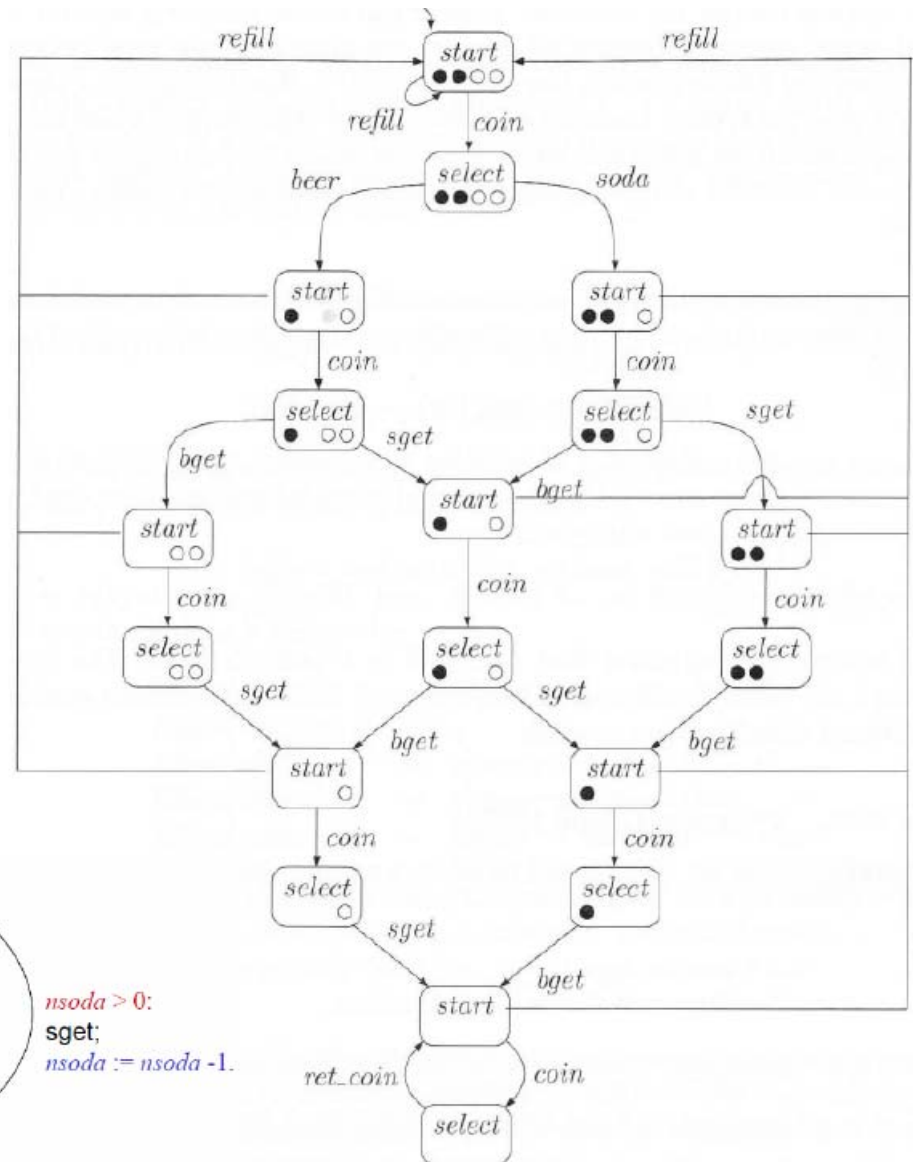 refill
refill
start
refill
coin
select
beer
soda
start
start
coin
coin
select
select
sget
sget
bget
start
bget
start
start
coin
coin
coin
select
select
select
sget
sget
bget
bget
start
start
coin
coin
select
select
sget
bget
start
nsoda > 0:
sget;
nsoda := nsoda -1.
ret_coin
coin
select